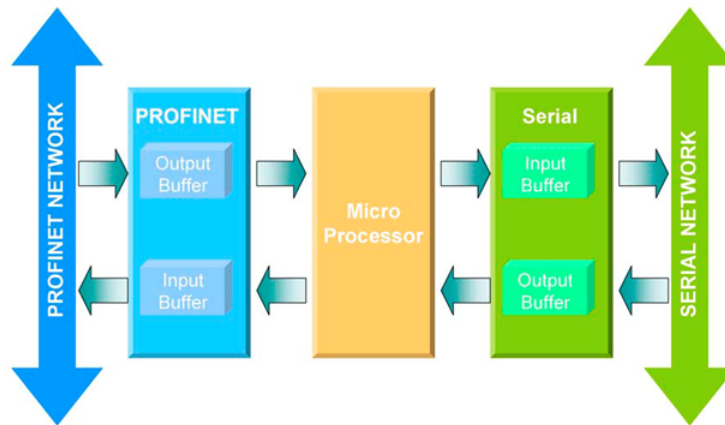 PROFINET NETWORK
PROFINET
Output
Buffer
Input
Buffer
Micro
Processor
Serial
Input
Buffer
Output
Buffer
SERIAL NETWORK